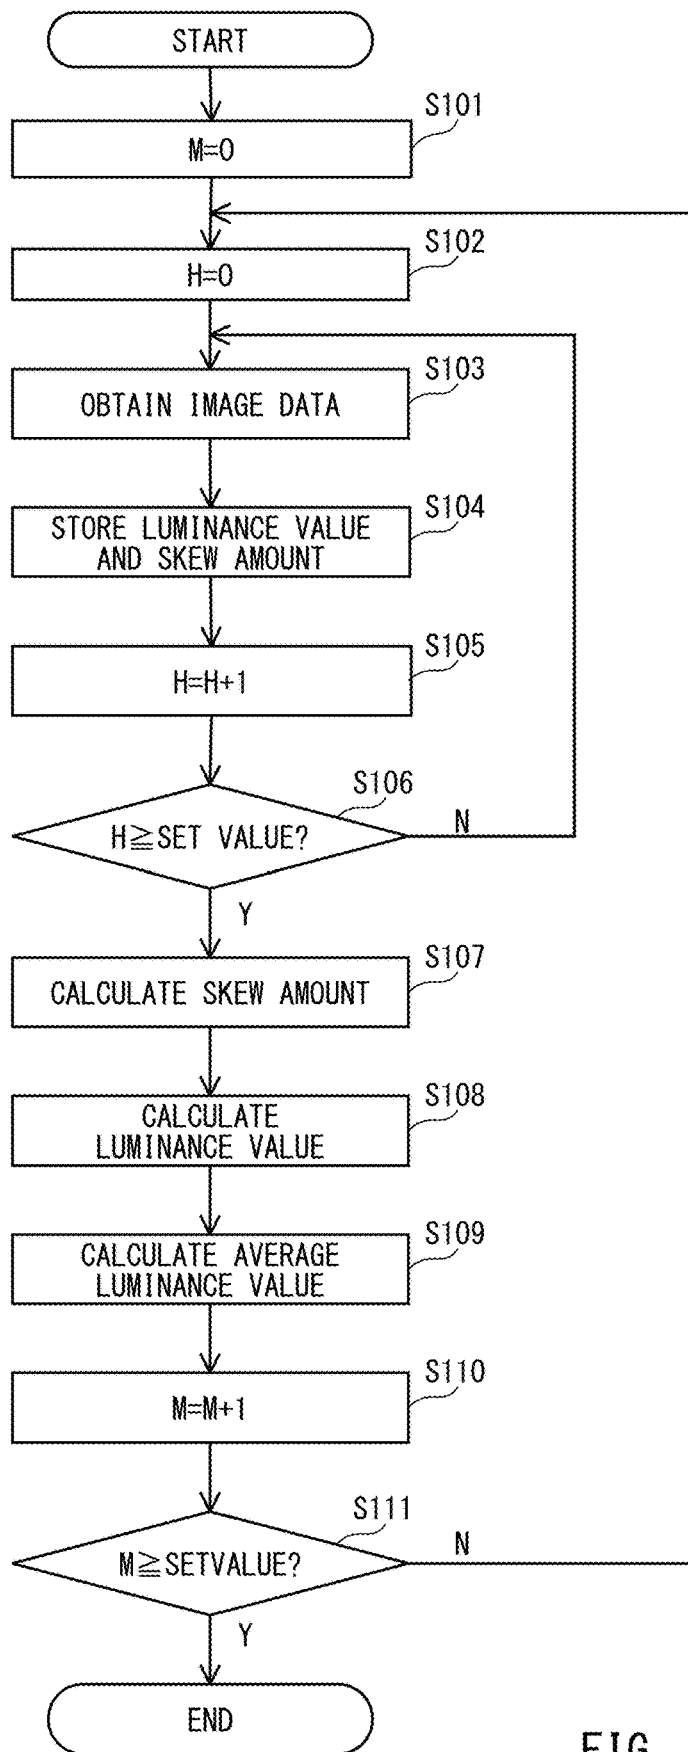 START
S101
M=0
S102
H=0
S103
OBTAIN IMAGE DATA
S104
STORE LUMINANCE VALUE
AND SKEW AMOUNT
S105
H=H+1
S106
H≧SET VALUE?
N
Y
S107
CALCULATE SKEW AMOUNT
S108
CALCULATE
LUMINANCE VALUE
S109
CALCULATE AVERAGE
LUMINANCE VALUE
S110
M=M+1
S111
M≧SETVALUE?
N
Y
END
FIG